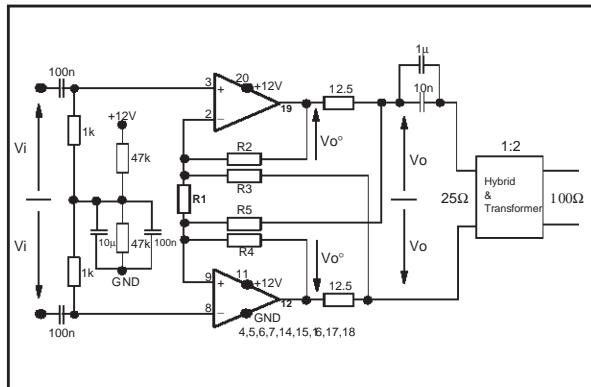 100n
3
+
20
+12V
19
2
−
12.5
1μ
10n
+12V
1k
47k
Vi
R2
R3
R1
R5
R4
Vo°
Vo
1:2
Hybrid
&
Transformer
25Ω
100Ω
10μ
47k
100n
GND
Vi
1k
Vo°
Vo
9
+
11
+12V
12
8
−
12.5
GND
100n
4,5,6,7,14,15,16,17,18